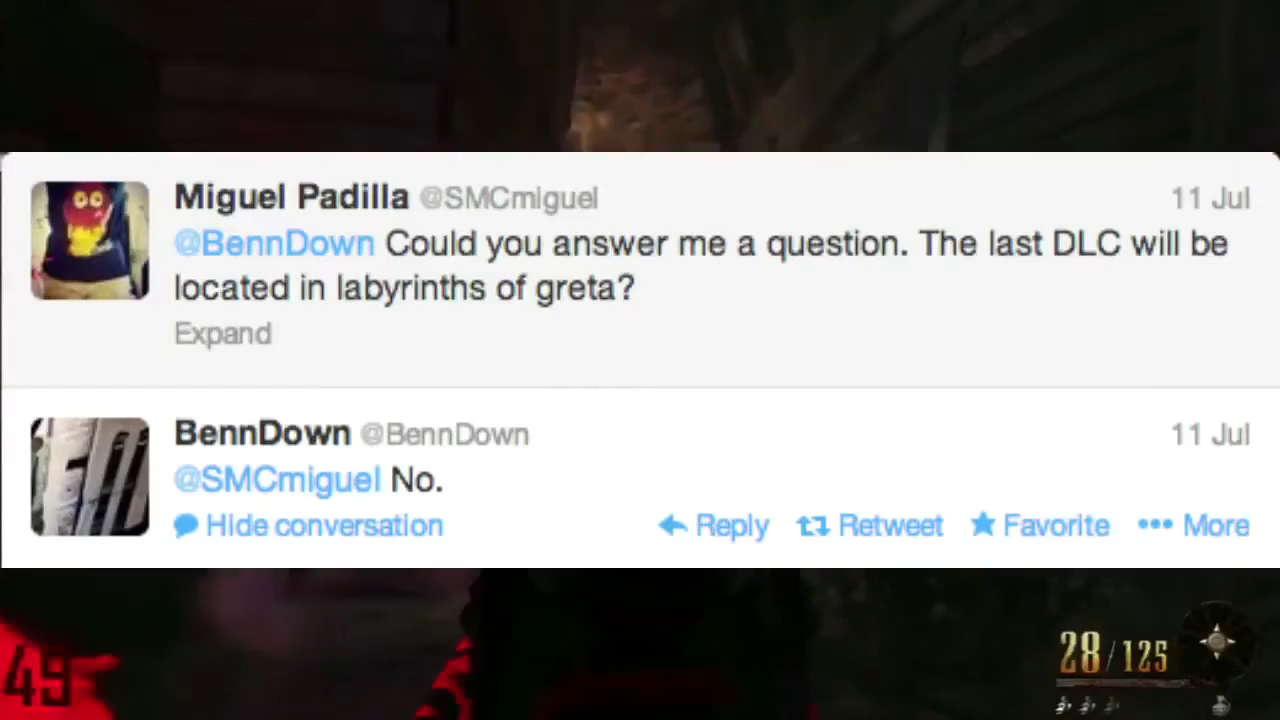 Miguel Padilla @SMCmiguel 11 Jul
@BennDown Could you answer me a question. The last DLC will be
located in labyrinths of greta?
Expand
BennDown @BennDown 11 Jul
@SMCmiguel No.
Hide conversation Reply Retweet Favorite More
28/125
49